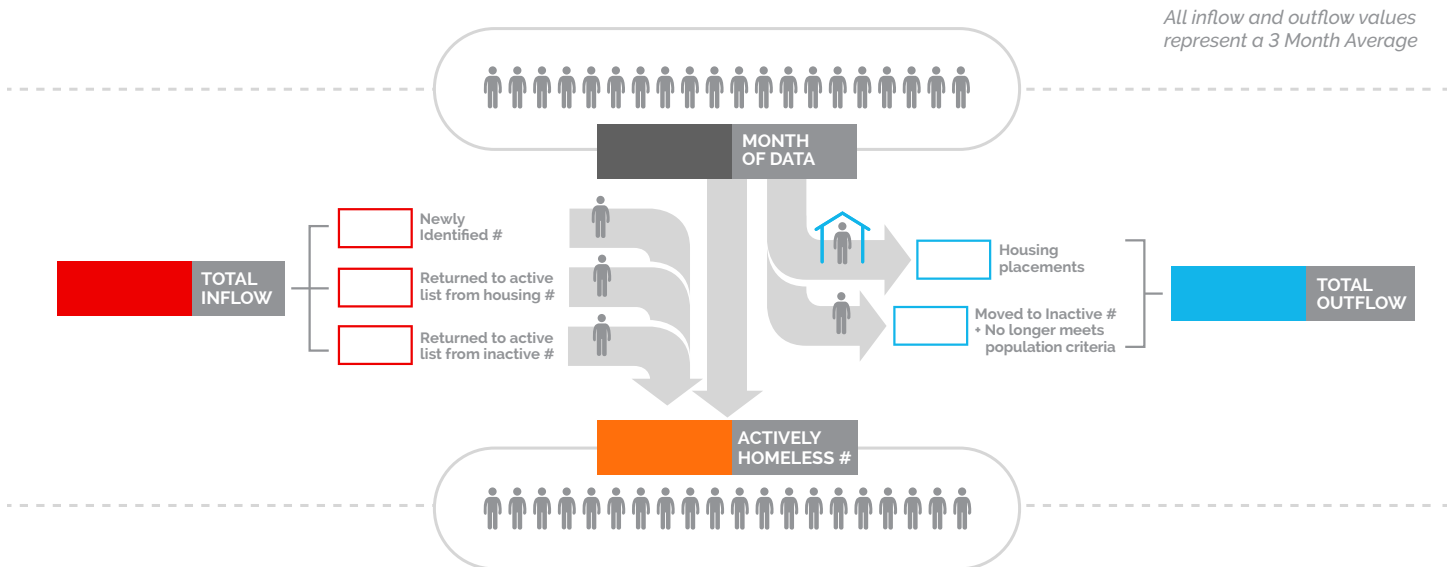 All inflow and outflow values
represent a 3 Month Average
MONTH
OF DATA
Newly
Identified #
TOTAL
INFLOW
Returned to active
list from housing #
Returned to active
list from inactive #
Housing
placements
Moved to Inactive #
+ No longer meets
population criteria
TOTAL
OUTFLOW
ACTIVELY
HOMELESS #